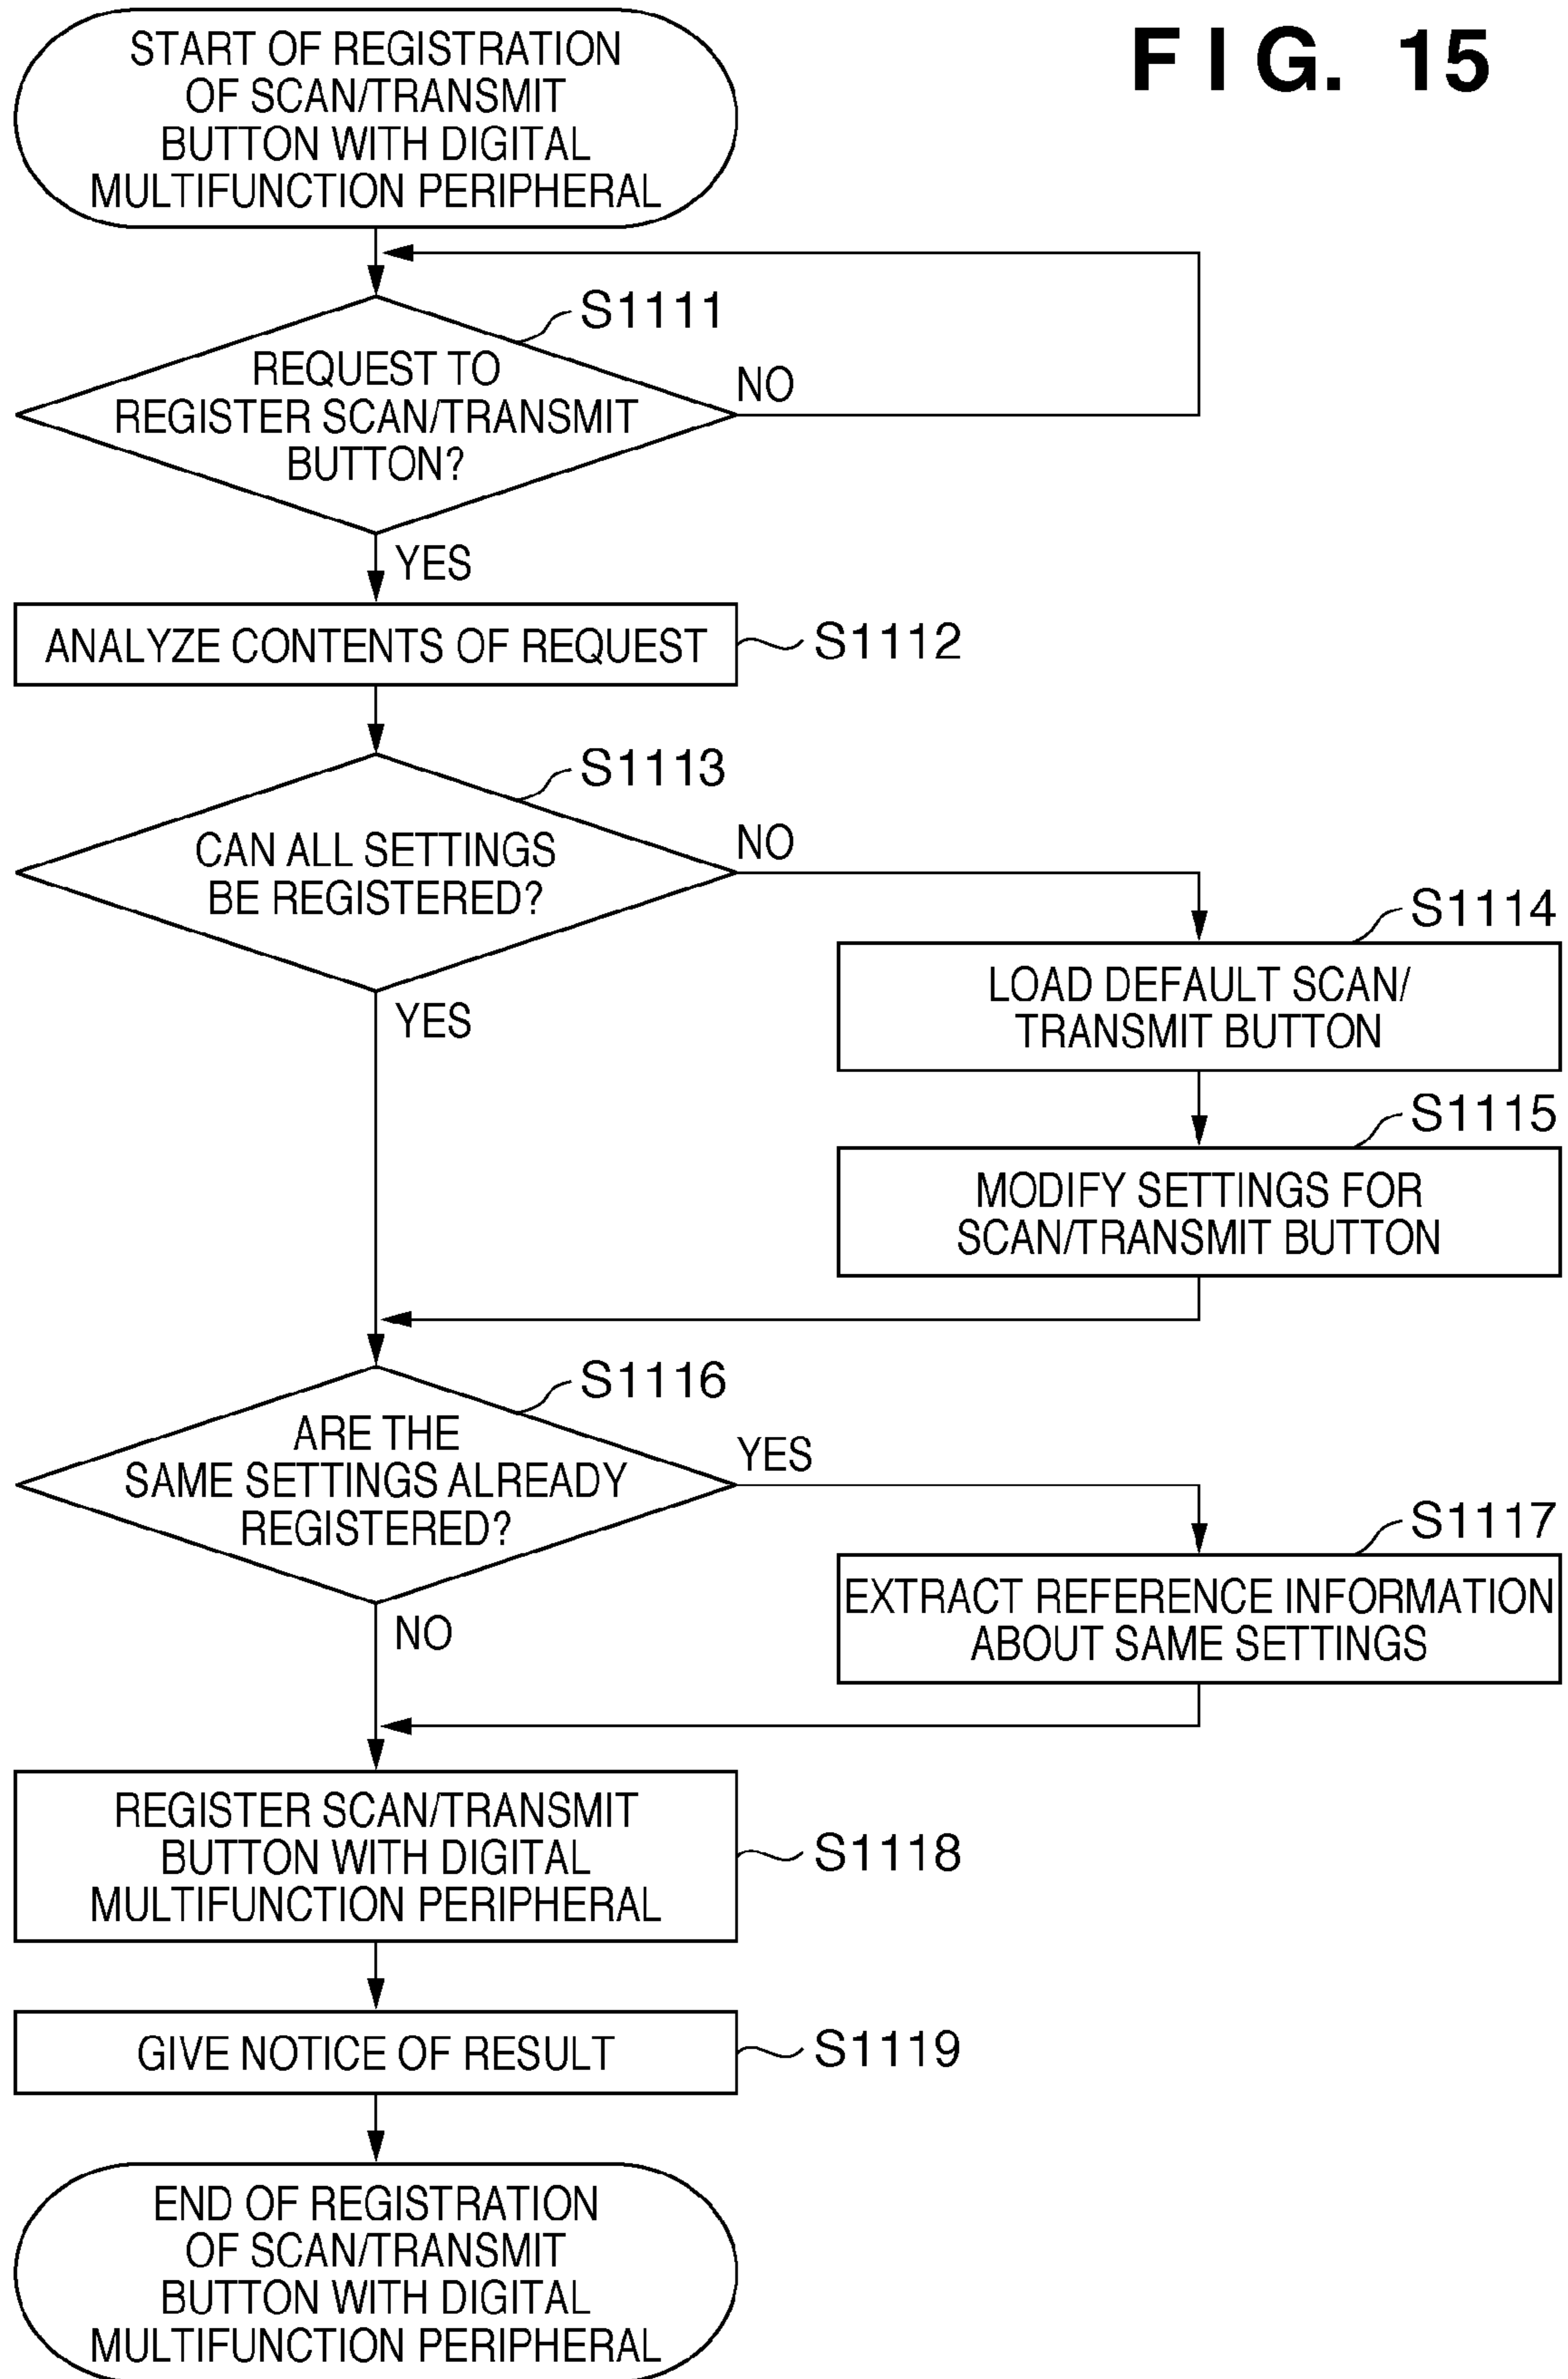 FIG. 15
START OF REGISTRATION
OF SCAN/TRANSMIT
BUTTON WITH DIGITAL
MULTIFUNCTION PERIPHERAL
S1111
REQUEST TO
REGISTER SCAN/TRANSMIT
BUTTON?
NO
YES
ANALYZE CONTENTS OF REQUEST
S1112
S1113
CAN ALL SETTINGS
BE REGISTERED?
NO
YES
S1114
LOAD DEFAULT SCAN/
TRANSMIT BUTTON
S1115
MODIFY SETTINGS FOR
SCAN/TRANSMIT BUTTON
S1116
ARE THE
SAME SETTINGS ALREADY
REGISTERED?
YES
NO
S1117
EXTRACT REFERENCE INFORMATION
ABOUT SAME SETTINGS
REGISTER SCAN/TRANSMIT
BUTTON WITH DIGITAL
MULTIFUNCTION PERIPHERAL
S1118
GIVE NOTICE OF RESULT
S1119
END OF REGISTRATION
OF SCAN/TRANSMIT
BUTTON WITH DIGITAL
MULTIFUNCTION PERIPHERAL